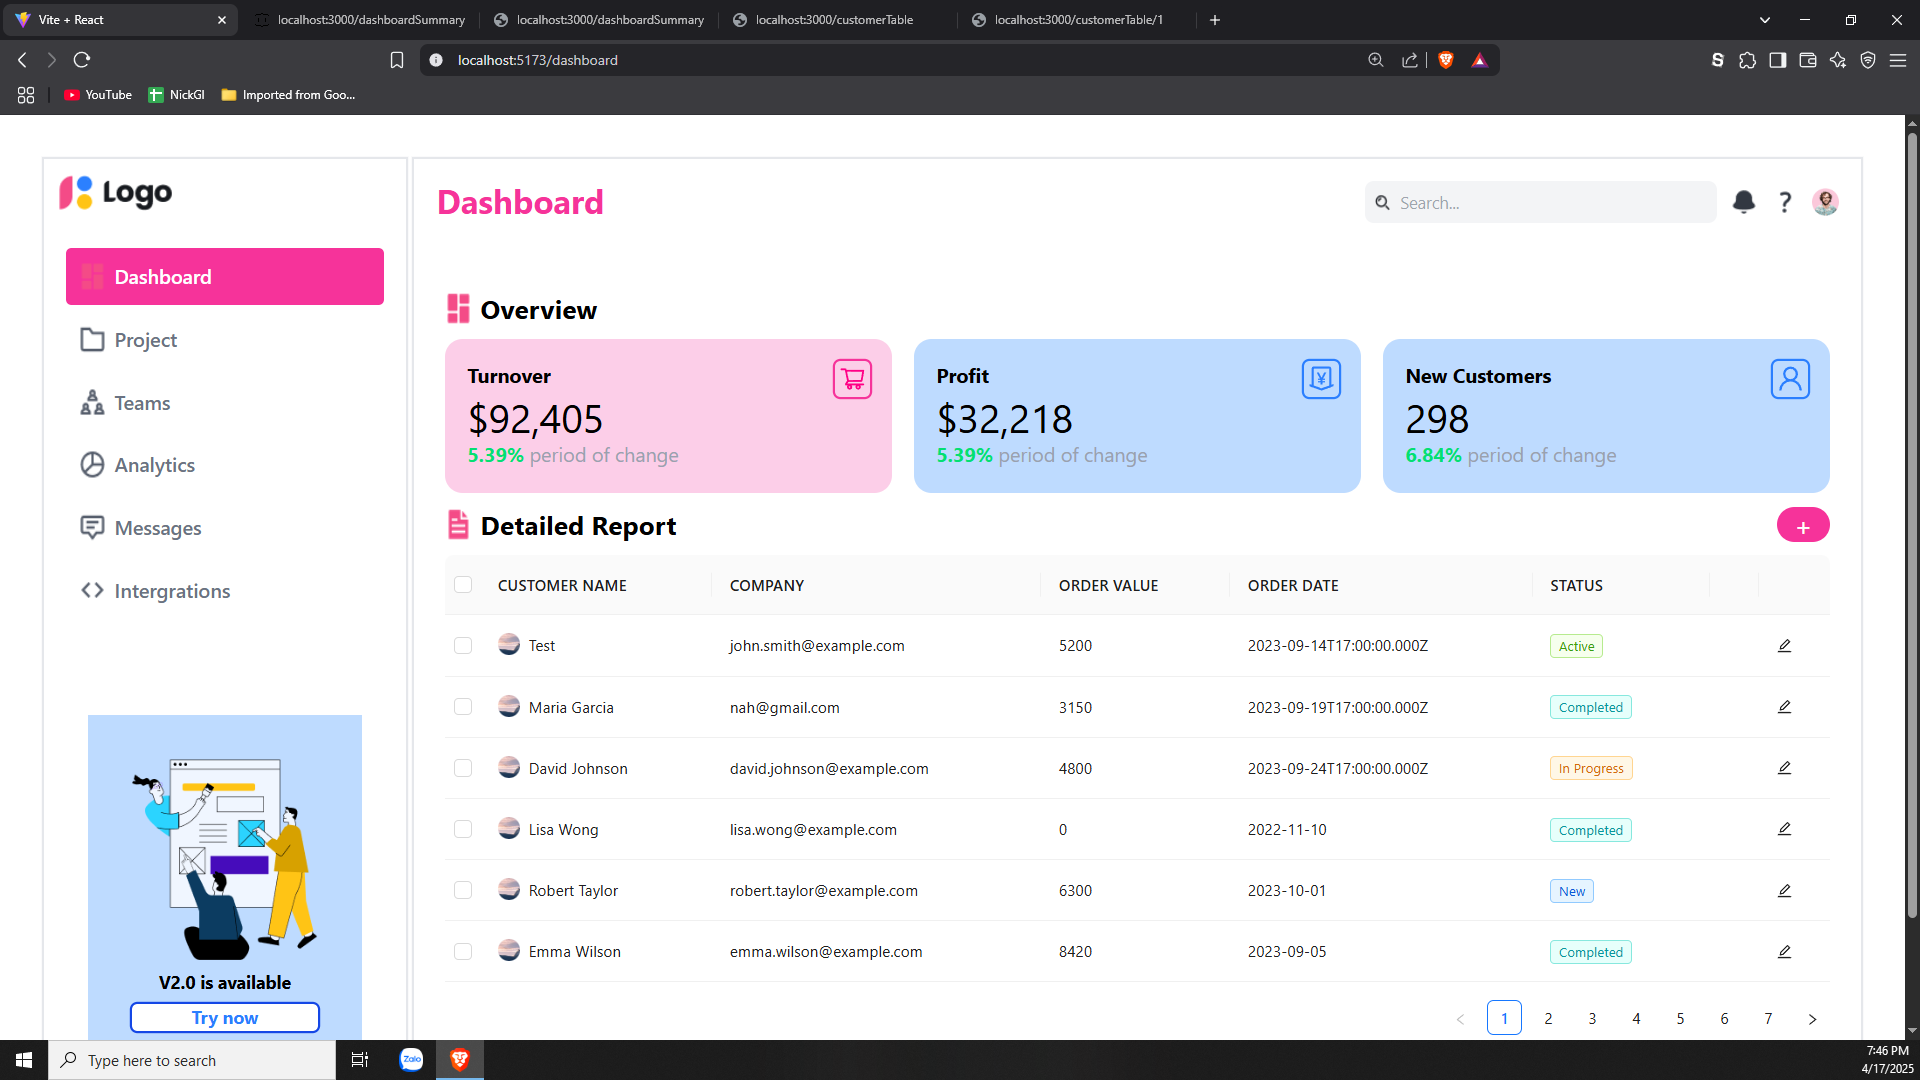 Vite + React
localhost:3000/dashboardSummary
localhost:3000/dashboardSummary
localhost:3000/customerTable
localhost:3000/customerTable/1
localhost:5173/dashboard
YouTube
NickGI
Imported from Goo...
Logo
Dashboard
Project
Teams
Analytics
Messages
Intergrations
V2.0 is available
Try now
Dashboard
Search...
Overview
Turnover
$92,405
5.39% period of change
Profit
$32,218
5.39% period of change
New Customers
298
6.84% period of change
Detailed Report
+
CUSTOMER NAME COMPANY ORDER VALUE ORDER DATE STATUS
Test john.smith@example.com 5200 2023-09-14T17:00:00.000Z Active
Maria Garcia nah@gmail.com 3150 2023-09-19T17:00:00.000Z Completed
David Johnson david.johnson@example.com 4800 2023-09-24T17:00:00.000Z In Progress
Lisa Wong lisa.wong@example.com 0 2022-11-10 Completed
Robert Taylor robert.taylor@example.com 6300 2023-10-01 New
Emma Wilson emma.wilson@example.com 8420 2023-09-05 Completed
< 1 2 3 4 5 6 7 >
Type here to search
Zalo
7:46 PM
4/17/2025